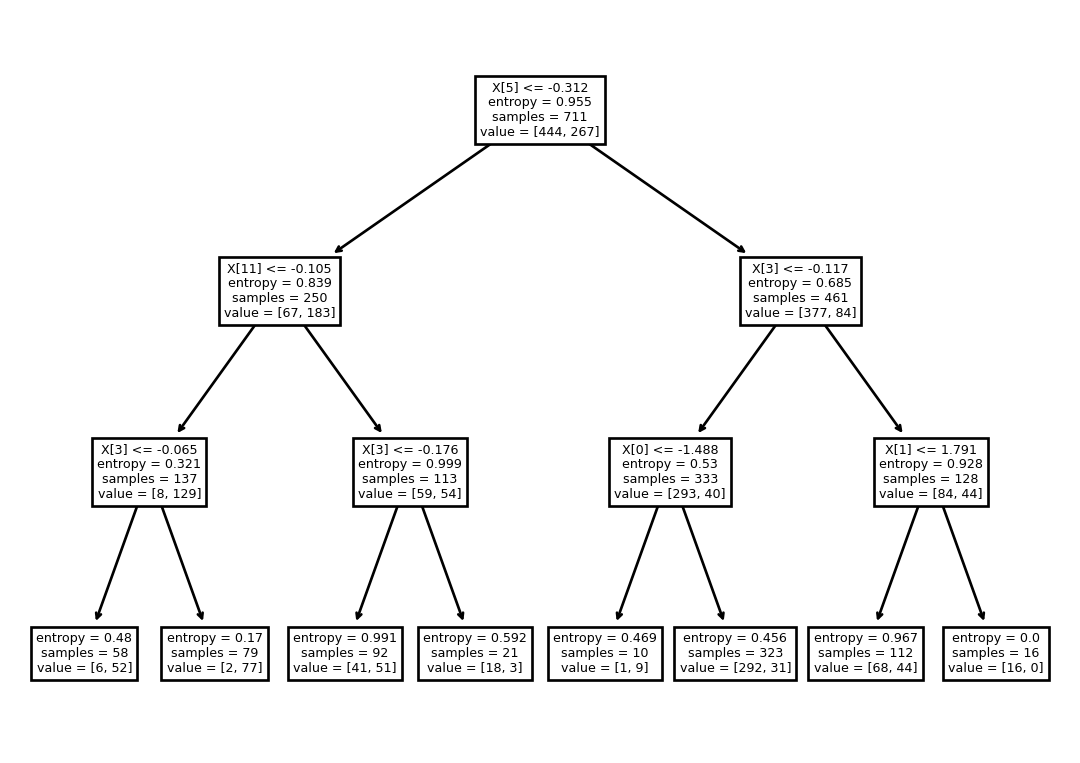 X[5] <= -0.312
entropy = 0.955
samples = 711
value = [444, 267]
X[11] <= -0.105
entropy = 0.839
samples = 250
value = [67, 183]
X[3] <= -0.117
entropy = 0.685
samples = 461
value = [377, 84]
X[3] <= -0.065
entropy = 0.321
samples = 137
value = [8, 129]
X[3] <= -0.176
entropy = 0.999
samples = 113
value = [59, 54]
X[0] <= -1.488
entropy = 0.53
samples = 333
value = [293, 40]
X[1] <= 1.791
entropy = 0.928
samples = 128
value = [84, 44]
entropy = 0.48
samples = 58
value = [6, 52]
entropy = 0.17
samples = 79
value = [2, 77]
entropy = 0.991
samples = 92
value = [41, 51]
entropy = 0.592
samples = 21
value = [18, 3]
entropy = 0.469
samples = 10
value = [1, 9]
entropy = 0.456
samples = 323
value = [292, 31]
entropy = 0.967
samples = 112
value = [68, 44]
entropy = 0.0
samples = 16
value = [16, 0]